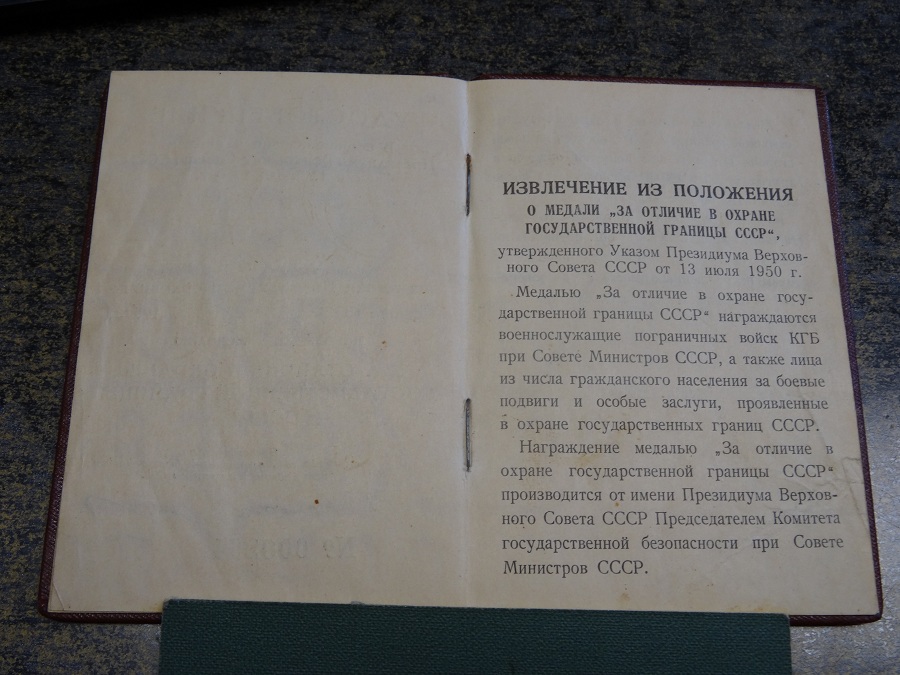 ИЗВЛЕЧЕНИЕ ИЗ ПОЛОЖЕНИЯ
О МЕДАЛИ „ЗА ОТЛИЧИЕ В ОХРАНЕ
ГОСУДАРСТВЕННОЙ ГРАНИЦЫ СССР“,
утвержденного Указом Президиума Верхов-
ного Совета СССР от 13 июля 1950 г.
Медалью „За отличие в охране госу-
дарственной границы СССР“ награждаются
военнослужащие пограничных войск КГБ
при Совете Министров СССР, а также лица
из числа гражданского населения за боевые
подвиги и особые заслуги, проявленные
в охране государственных границ СССР.
Награждение медалью „За отличие в
охране государственной границы СССР“
производится от имени Президиума Верхов-
ного Совета СССР Председателем Комитета
государственной безопасности при Совете
Министров СССР.